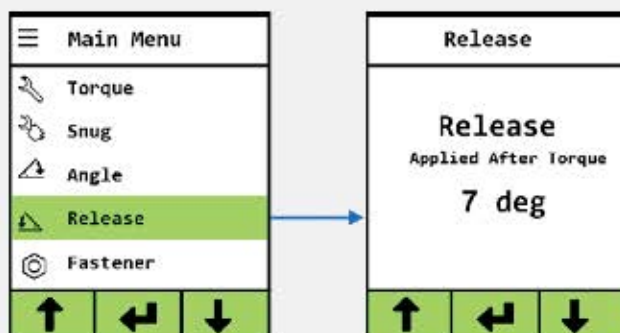 Main Menu
Torque
Snug
Angle
Release
Fastener
Release
Release
Applied After Torque
7 deg